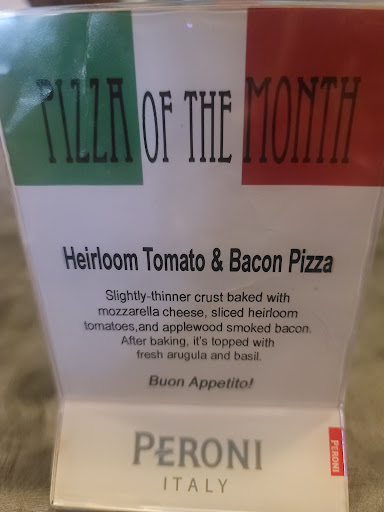 PIZZA OF THE MONTH
Heirloom Tomato & Bacon Pizza
Slightly-thinner crust baked with
mozzarella cheese, sliced heirloom
tomatoes,and applewood smoked bacon.
After baking, it's topped with
fresh arugula and basil.
Buon Appetito!
PERONI
ITALY
PERONI